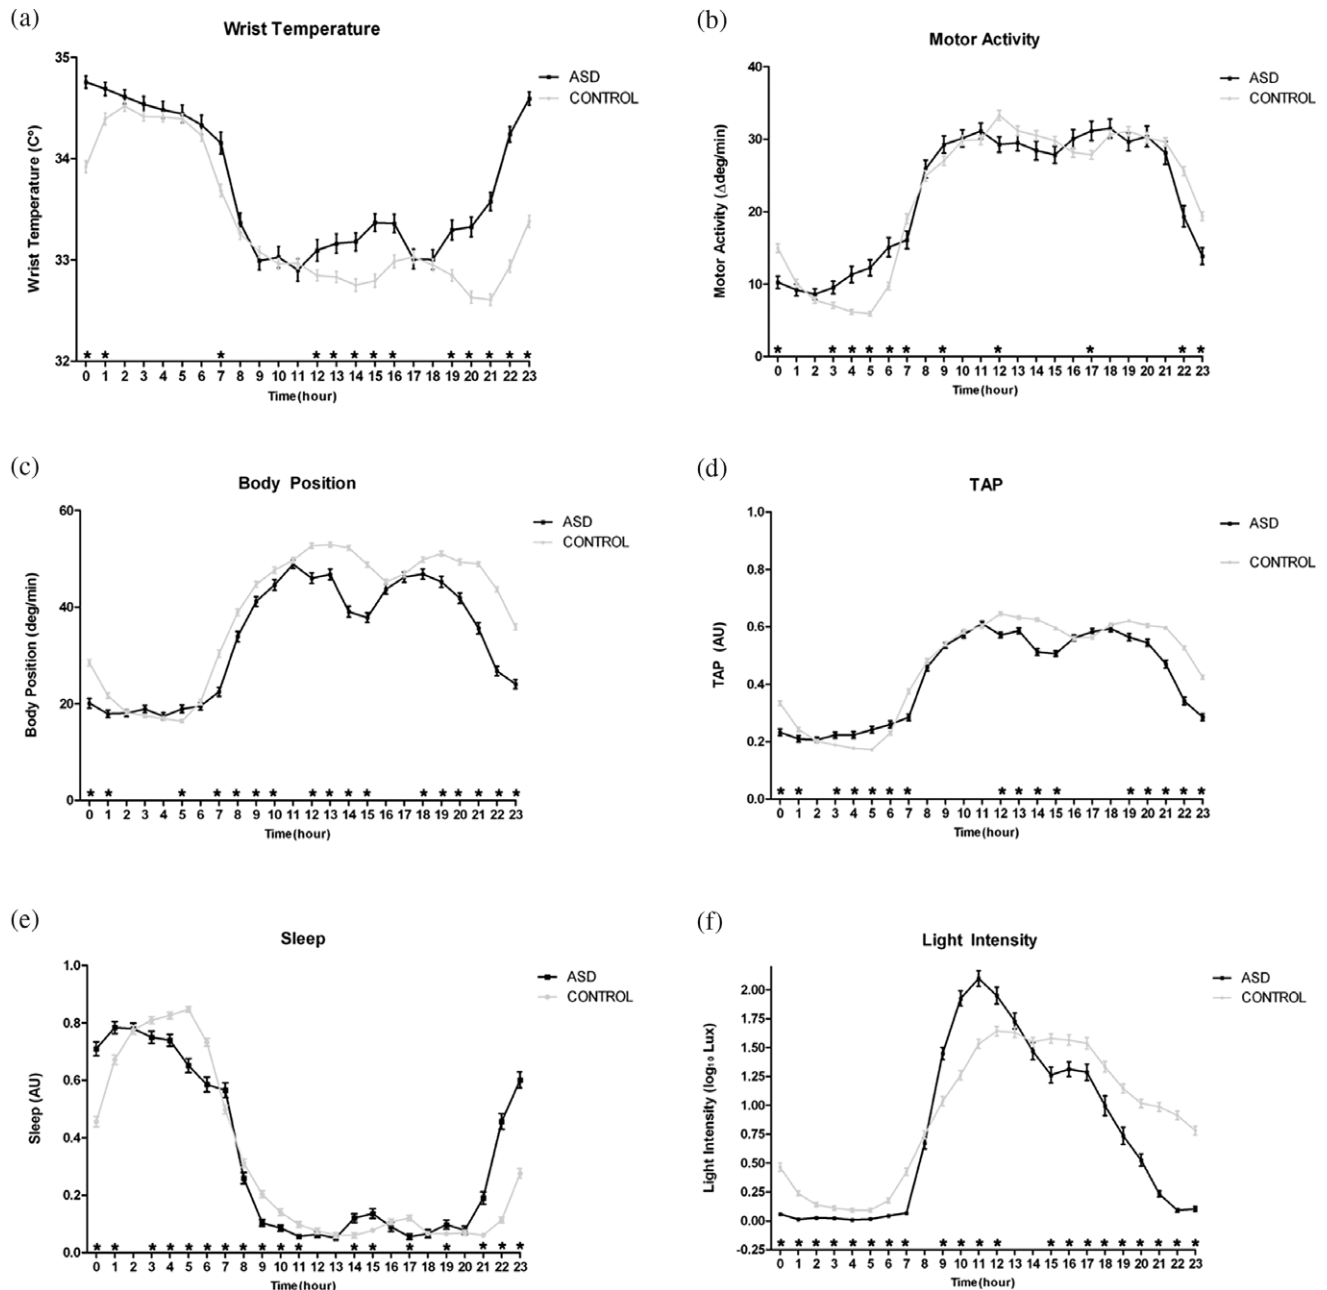 (a)
Wrist Temperature
ASD
CONTROL
Wrist Temperature (C°)
35
34
33
32
* * * * * * * * * * * * *
0 1 2 3 4 5 6 7 8 9 10 11 12 13 14 15 16 17 18 19 20 21 22 23
Time(hour)
(b)
Motor Activity
ASD
CONTROL
Motor Activity (Δdeg/min)
40
30
20
10
0
* * * * * * * * * * *
0 1 2 3 4 5 6 7 8 9 10 11 12 13 14 15 16 17 18 19 20 21 22 23
Time(hour)
(c)
Body Position
ASD
CONTROL
Body Position (deg/min)
60
40
20
0
* * * * * * * * * * * * * * * * *
0 1 2 3 4 5 6 7 8 9 10 11 12 13 14 15 16 17 18 19 20 21 22 23
Time(hour)
(d)
TAP
ASD
CONTROL
TAP (AU)
1.0
0.8
0.6
0.4
0.2
0.0
* * * * * * * * * * * * * * * *
0 1 2 3 4 5 6 7 8 9 10 11 12 13 14 15 16 17 18 19 20 21 22 23
Time(hour)
(e)
Sleep
ASD
CONTROL
Sleep (AU)
1.0
0.8
0.6
0.4
0.2
0.0
* * * * * * * * * * * * * * * * * *
0 1 2 3 4 5 6 7 8 9 10 11 12 13 14 15 16 17 18 19 20 21 22 23
Time(hour)
(f)
Light Intensity
ASD
CONTROL
Light Intensity (log₁₀ Lux)
2.00
1.75
1.50
1.25
1.00
0.75
0.50
0.25
0.00
-0.25
* * * * * * * * * * * * * * * * * * * * *
0 1 2 3 4 5 6 7 8 9 10 11 12 13 14 15 16 17 18 19 20 21 22 23
Time(hour)